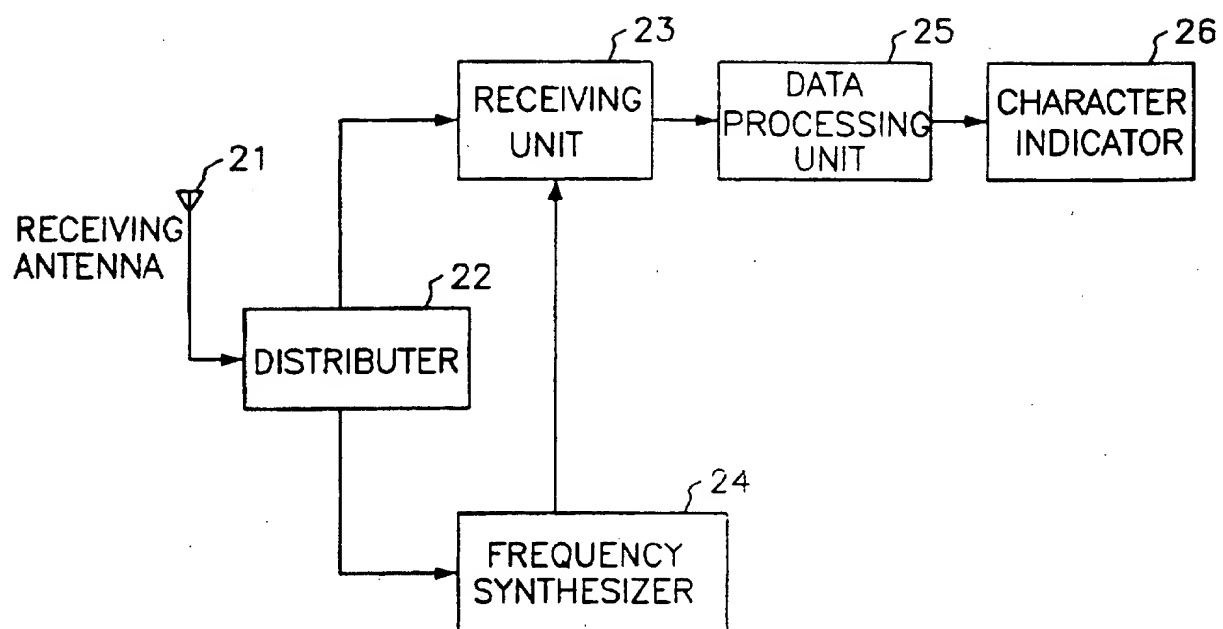 23
RECEIVING
UNIT
25
DATA
PROCESSING
UNIT
26
CHARACTER
INDICATOR
21
RECEIVING
ANTENNA
22
DISTRIBUTER
24
FREQUENCY
SYNTHESIZER